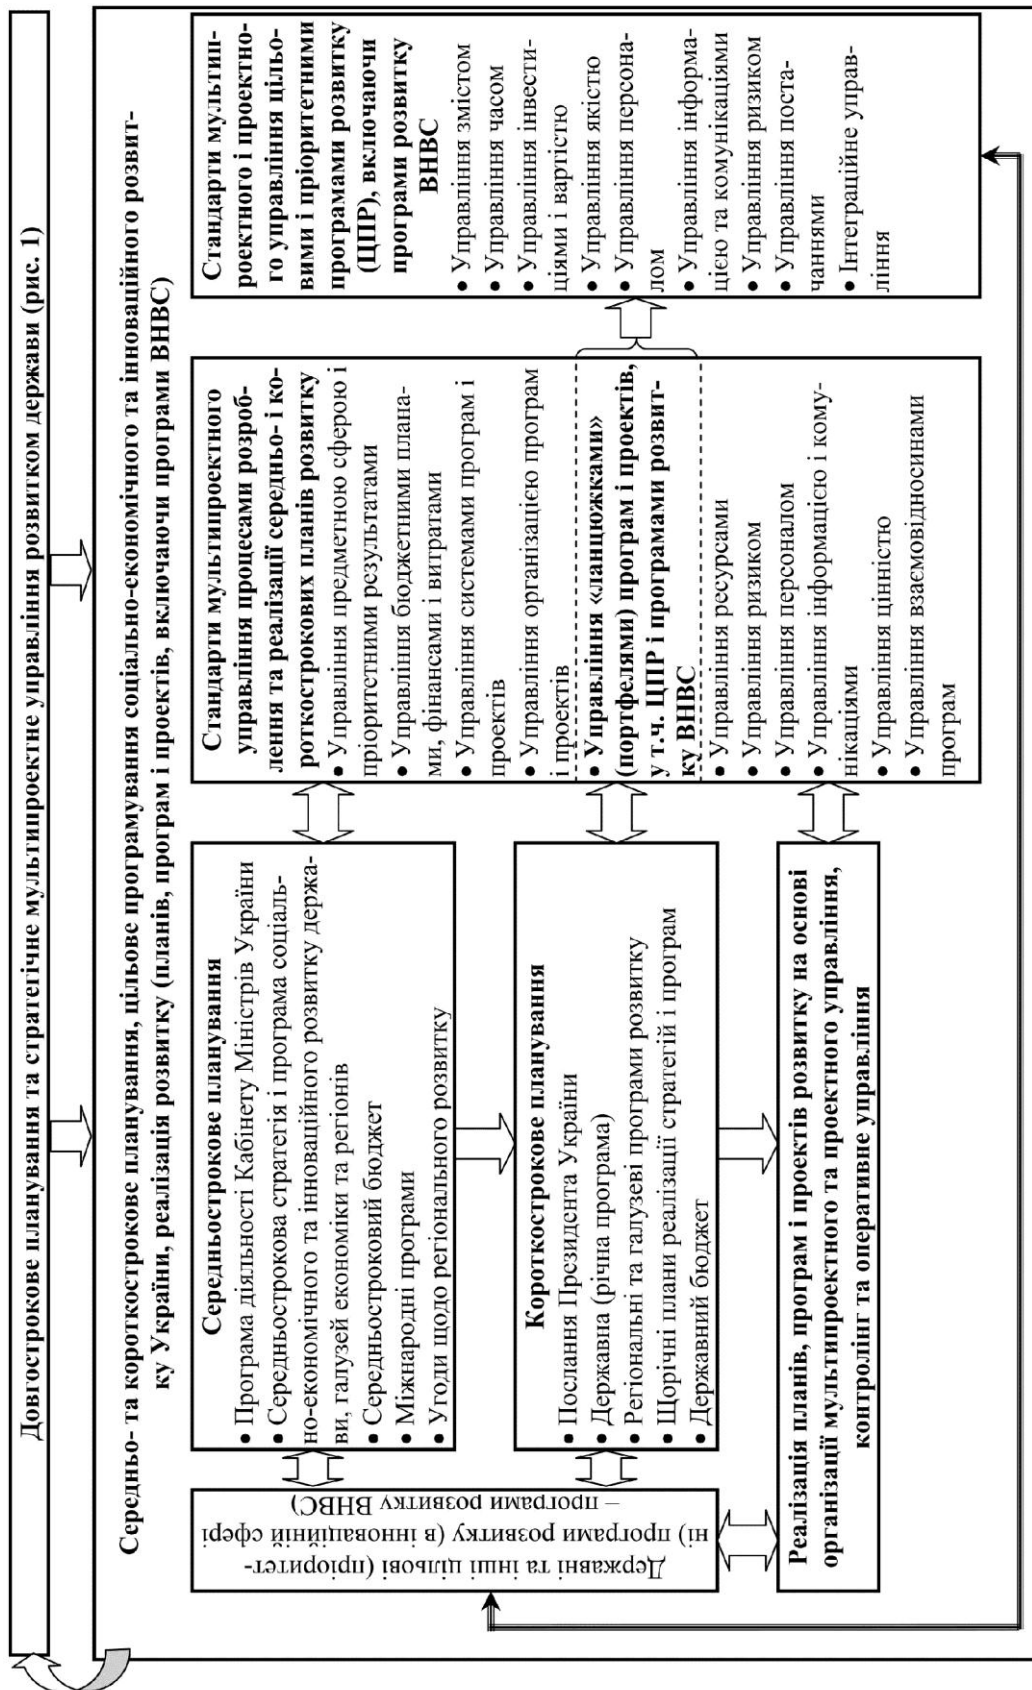 Довгострокове планування та стратегічне мультипроектне управління розвитком держави (рис. 1)
Середньо- та короткострокове планування, цільове програмування соціально-економічного та інноваційного розвит-
ку України, реалізація розвитку (планів, програм і проектів, включаючи програми ВНВС)
Державні та інші цільові (пріоритет-
ні) програми розвитку (в інноваційній сфері
– програми розвитку ВНВС)
Середньострокове планування
• Програма діяльності Кабінету Міністрів України
• Середньострокова стратегія і програма соціаль-
но-економічного та інноваційного розвитку держа-
ви, галузей економіки та регіонів
• Середньостроковий бюджет
• Міжнародні програми
• Угоди щодо регіонального розвитку
Короткострокове планування
• Послання Президента України
• Державна (річна програма)
• Регіональні та галузеві програми розвитку
• Щорічні плани реалізації стратегій і програм
• Державний бюджет
Реалізація планів, програм і проектів розвитку на основі
організації мультипроектного та проектного управління,
контролінг та оперативне управління
Стандарти мультипроектного
управління процесами розроб-
лення та реалізації середньо- і ко-
роткострокових планів розвитку
• Управління предметною сферою і
пріоритетними результатами
• Управління бюджетними плана-
ми, фінансами і витратами
• Управління системами програм і
проектів
• Управління організацією програм
і проектів
• Управління «ланцюжками»
(портфелями) програм і проектів,
у т.ч. ЦПР і програмами розвит-
ку ВНВС
• Управління ресурсами
• Управління ризиком
• Управління персоналом
• Управління інформацією і кому-
нікаціями
• Управління цінністю
• Управління взаємовідносинами
програм
Стандарти мультип-
роектного і проектно-
го управління цільо-
вими і пріоритетними
програмами розвитку
(ЦПР), включаючи
програми розвитку
ВНВС
• Управління змістом
• Управління часом
• Управління інвести-
ціями і вартістю
• Управління якістю
• Управління персона-
лом
• Управління інформа-
цією та комунікаціями
• Управління ризиком
• Управління поста-
чаннями
• Інтеграційне управ-
ління